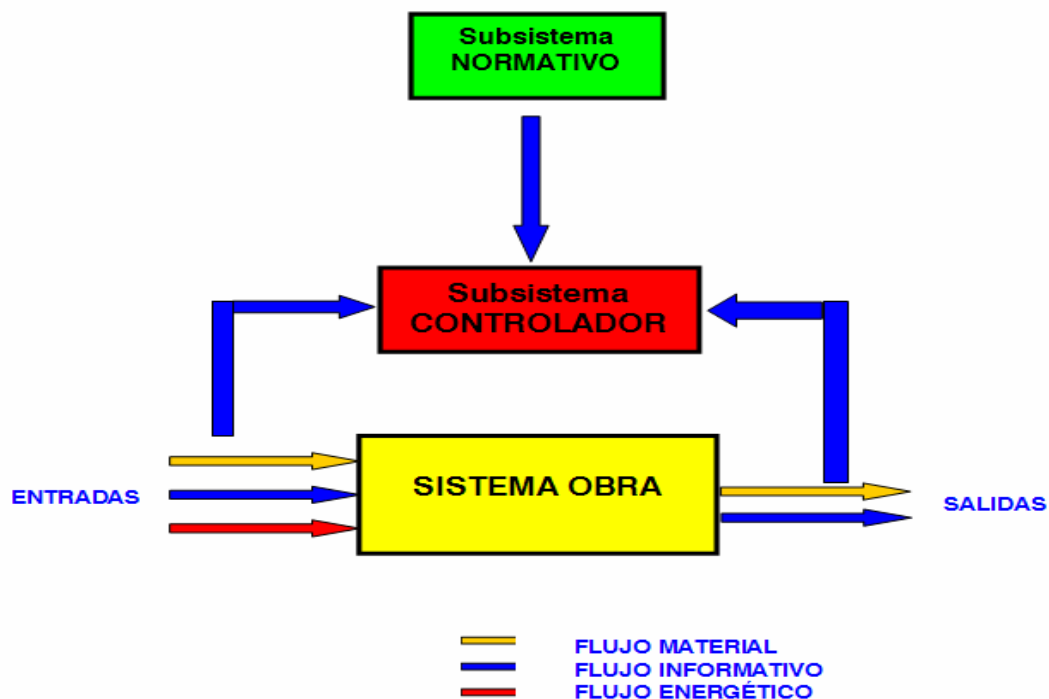 Subsistema
NORMATIVO
Subsistema
CONTROLADOR
ENTRADAS
SISTEMA OBRA
SALIDAS
FLUJO MATERIAL
FLUJO INFORMATIVO
FLUJO ENERGÉTICO